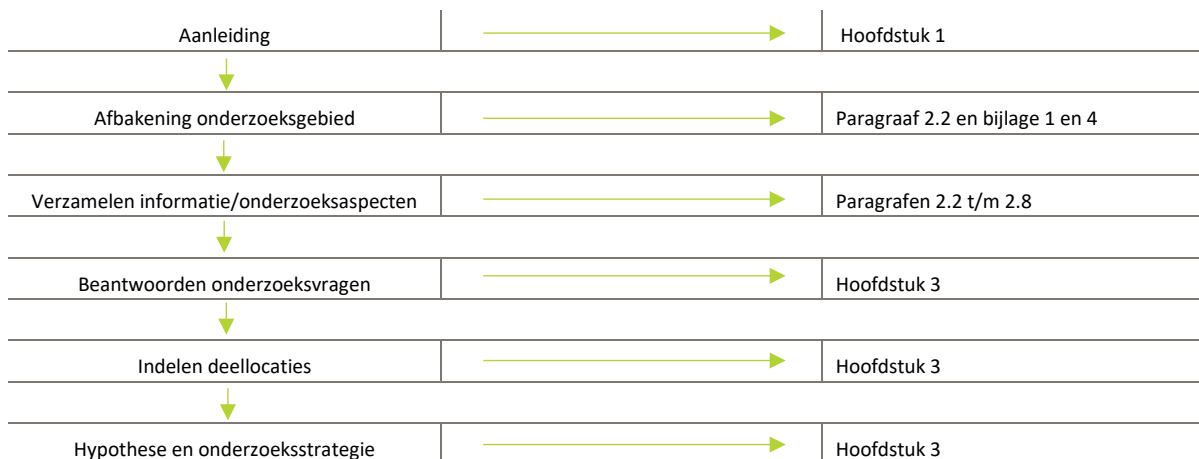 Aanleiding Hoofdstuk 1
Afbakening onderzoeksgebied Paragraaf 2.2 en bijlage 1 en 4
Verzamelen informatie/onderzoeksaspecten Paragrafen 2.2 t/m 2.8
Beantwoorden onderzoeksvragen Hoofdstuk 3
Indelen deellocaties Hoofdstuk 3
Hypothese en onderzoeksstrategie Hoofdstuk 3